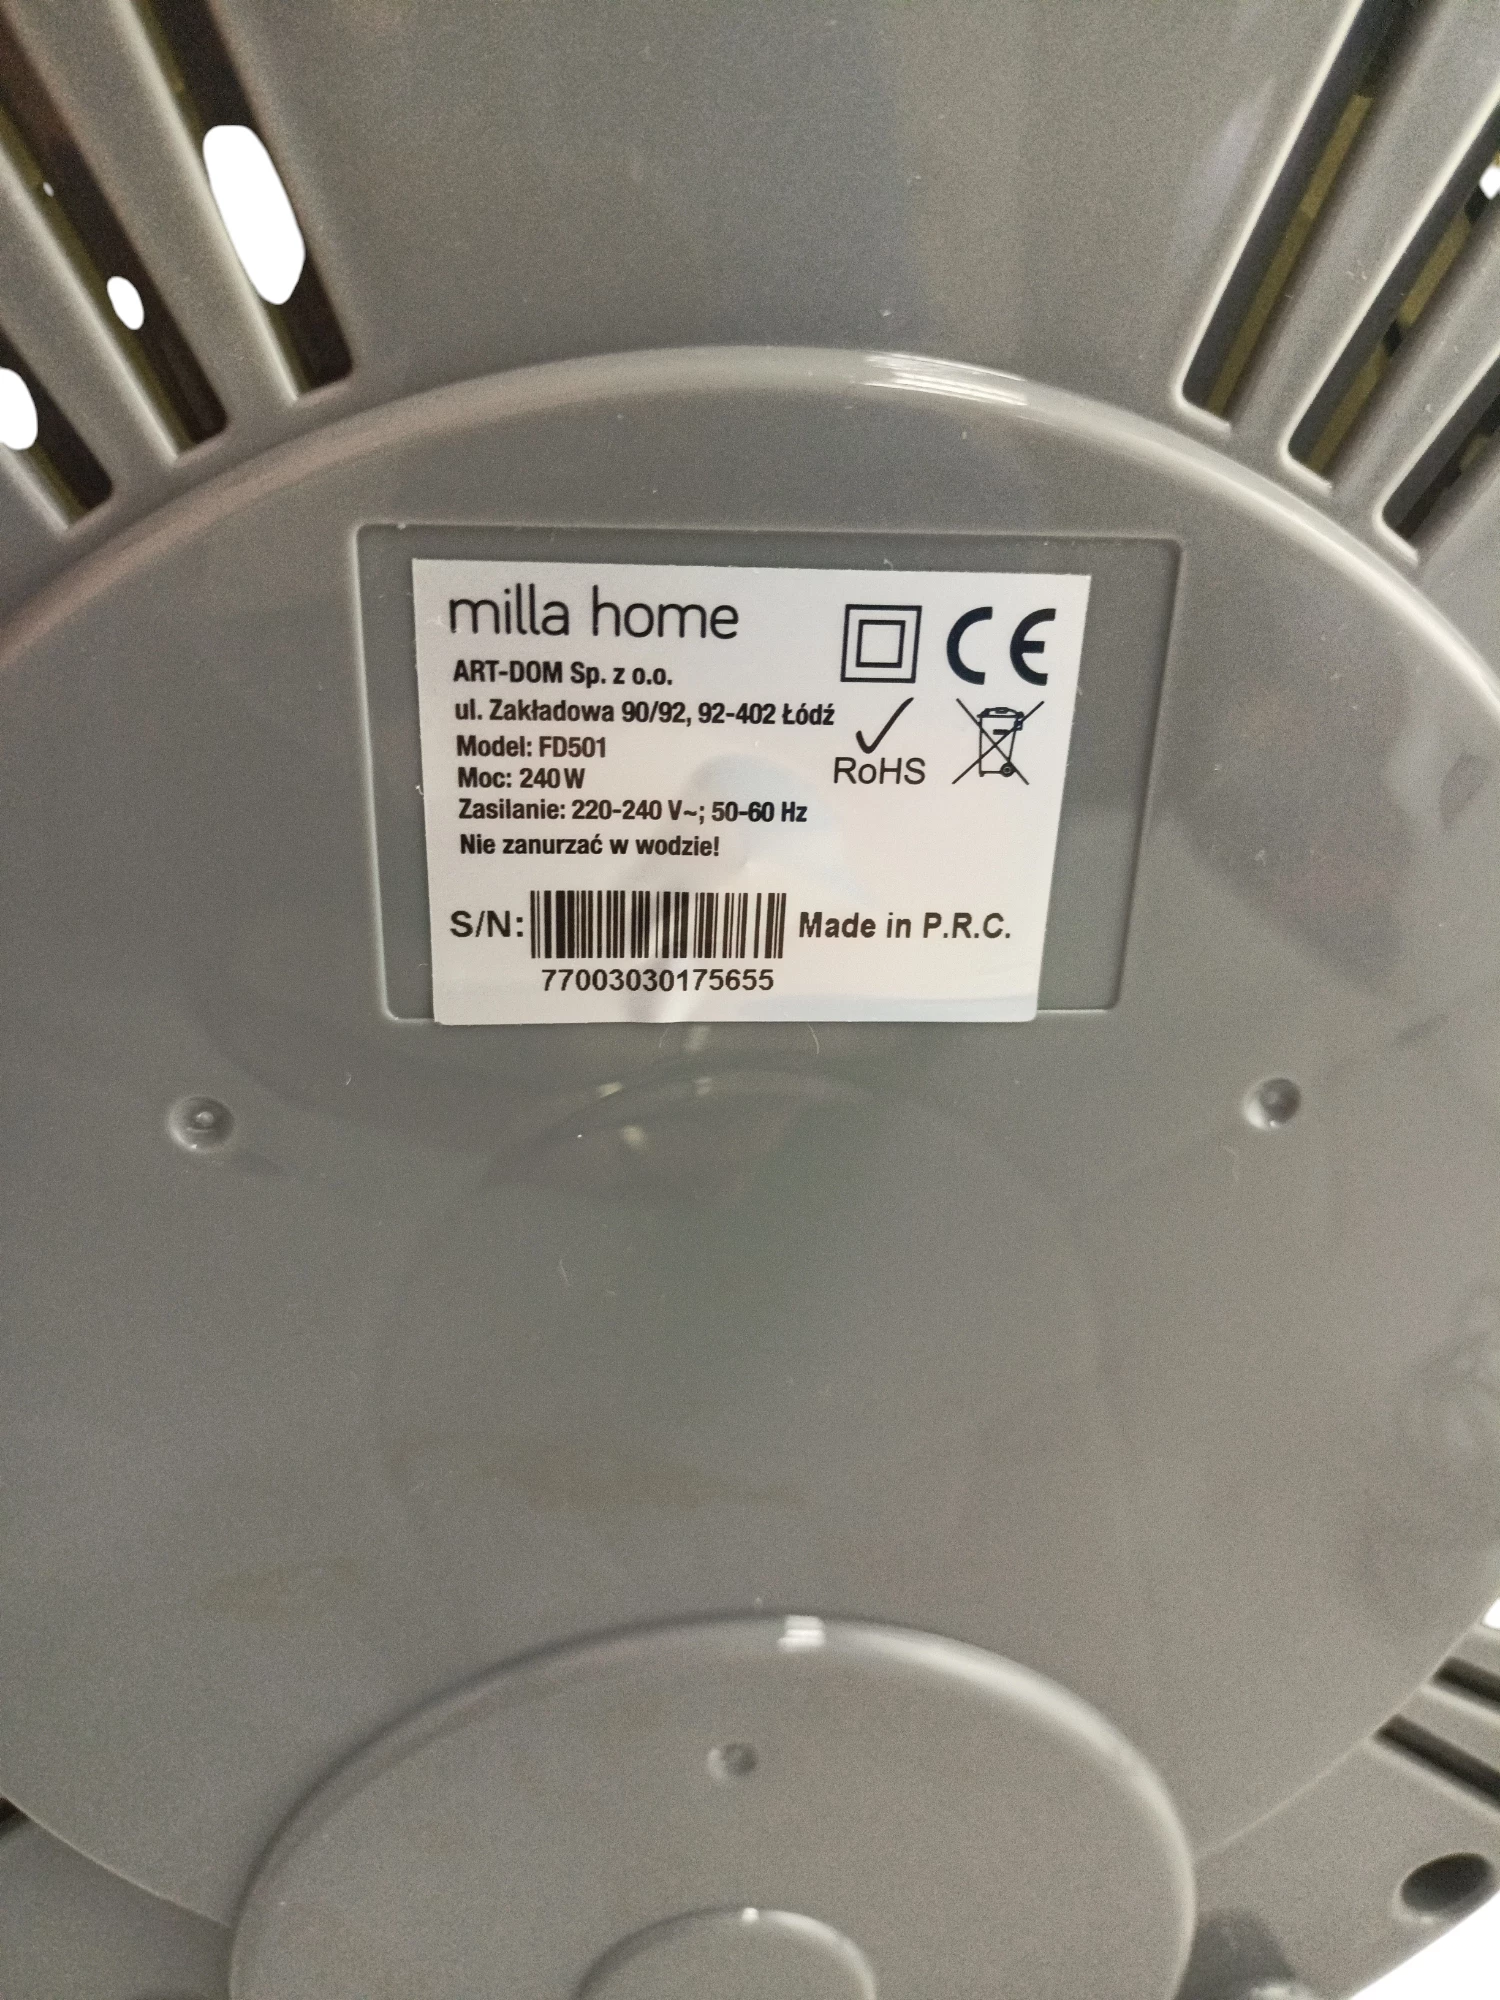 milla home
ART-DOM Sp. z o.o.
ul. Zakładowa 90/92, 92-402 Łódź
Model: FD501
Moc: 240 W
Zasilanie: 220-240 V~; 50-60 Hz
Nie zanurzać w wodzie!
CE
RoHS
S/N:
77003030175655
Made in P.R.C.